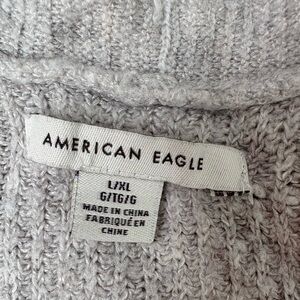 AMERICAN EAGLE
L/XL
G/TG/G
MADE IN CHINA
FABRIQUÉ EN
CHINE